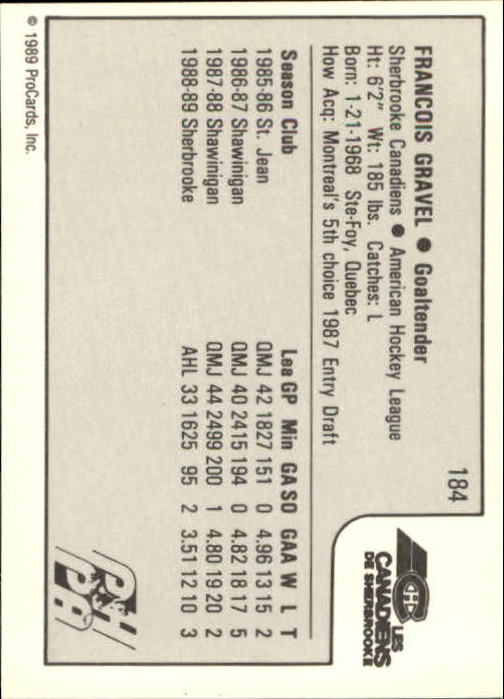 184
LES
CANADIENS
DE SHERBROOKE
FRANCOIS GRAVEL ● Goaltender
Sherbrooke Canadiens ● American Hockey League
Ht: 6'2" Wt: 185 lbs. Catches: L
Born: 1-21-1968 Ste-Foy, Quebec
How Acq: Montreal's 5th choice 1987 Entry Draft
Season Club Lea GP Min GA SO GAA W L T
1985-86 St. Jean QMJ 42 1827 151 0 4.96 13 15 2
1986-87 Shawinigan QMJ 40 2415 194 0 4.82 18 17 5
1987-88 Shawinigan QMJ 44 2499 200 1 4.80 19 20 2
1988-89 Sherbrooke AHL 33 1625 95 2 3.51 12 10 3
© 1989 ProCards, Inc.